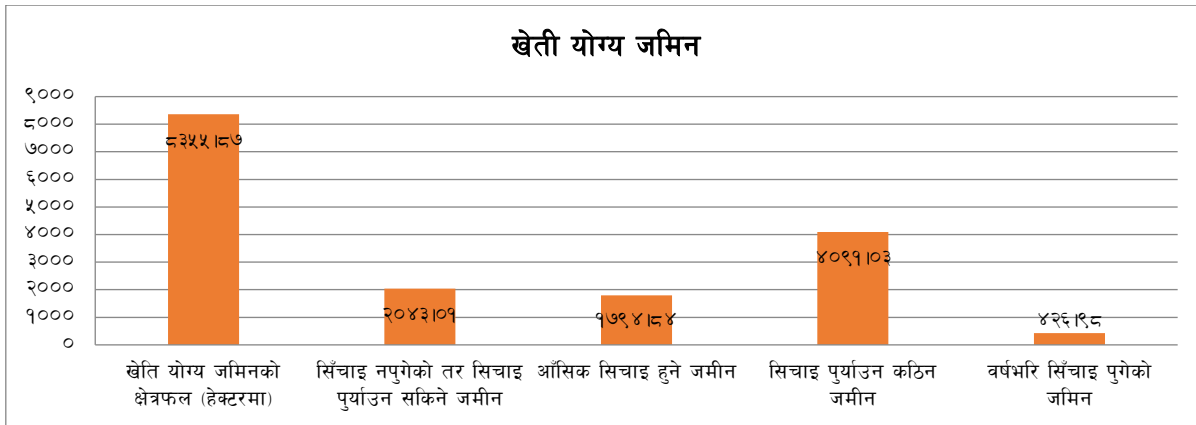 खेती योग्य जमिन
९०००
८०००
७०००
६०००
५०००
४०००
३०००
२०००
१०००
०
८३५५।८७
२०४३।०१
१७९४।८४
४०९१।०३
४२६।९८
खेति योग्य जमिनको
क्षेत्रफल (हेक्टरमा)
सिँचाइ नपुगेको तर सिचाइ
पुर्याउन सकिने जमीन
आँसिक सिचाइ हुने जमीन
सिचाइ पुर्याउन कठिन
जमीन
वर्षभरि सिँचाइ पुगेको
जमिन